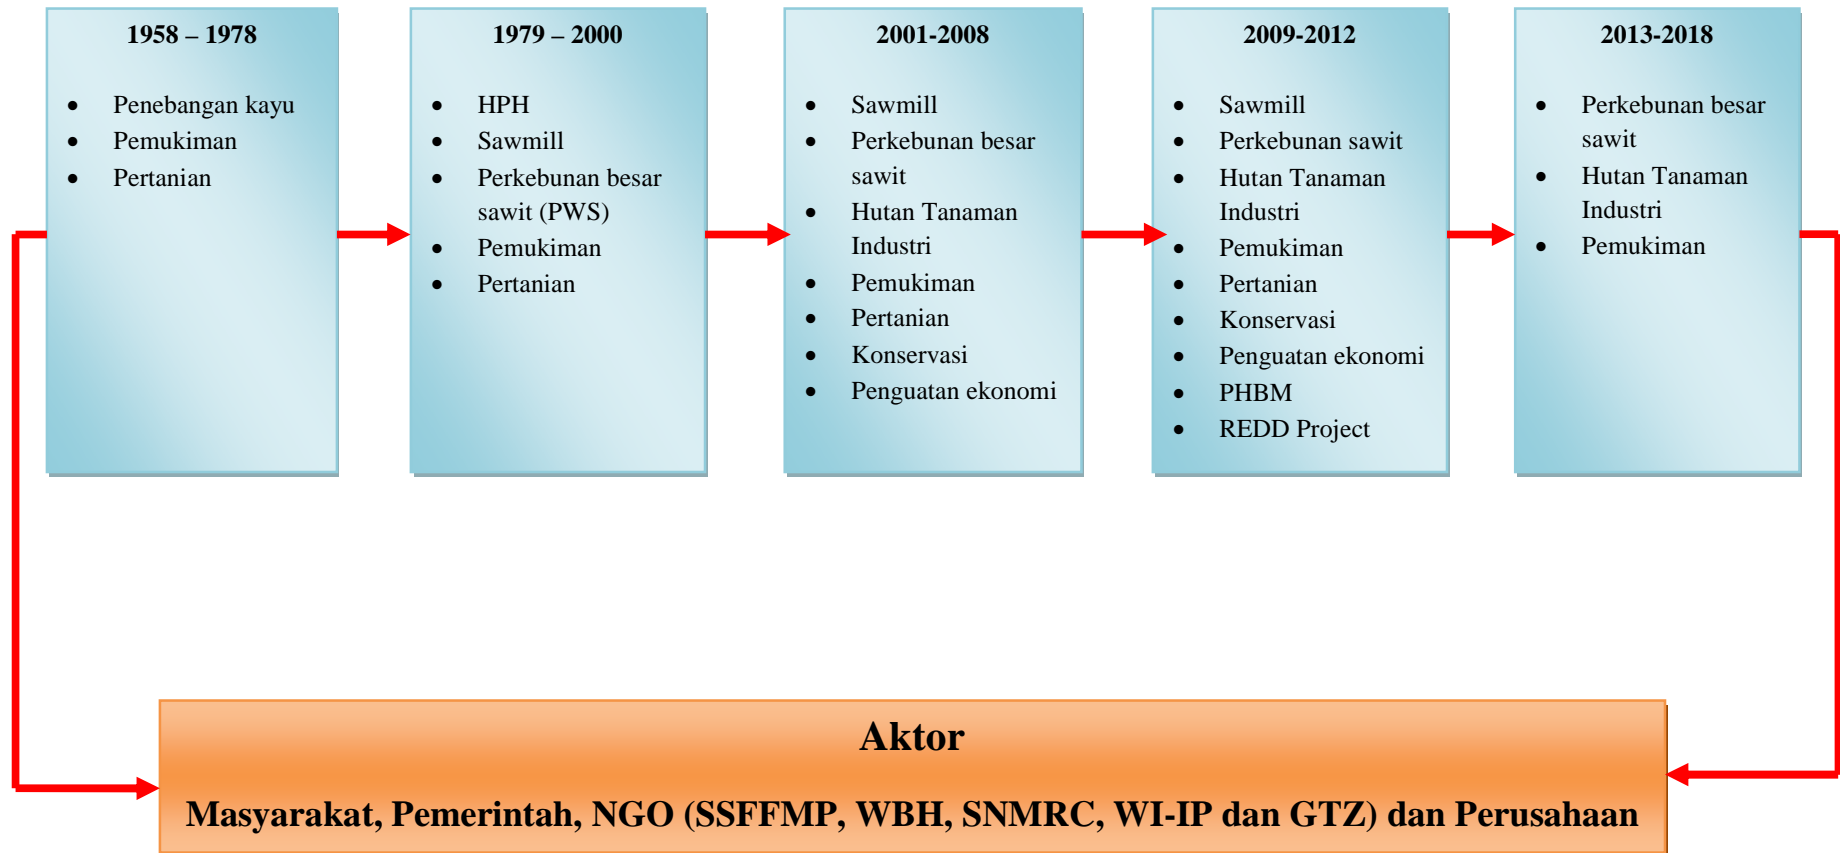 1958 – 1978
• Penebangan kayu
• Pemukiman
• Pertanian
1979 – 2000
• HPH
• Sawmill
• Perkebunan besar
sawit (PWS)
• Pemukiman
• Pertanian
2001-2008
• Sawmill
• Perkebunan besar
sawit
• Hutan Tanaman
Industri
• Pemukiman
• Pertanian
• Konservasi
• Penguatan ekonomi
2009-2012
• Sawmill
• Perkebunan sawit
• Hutan Tanaman
Industri
• Pemukiman
• Pertanian
• Konservasi
• Penguatan ekonomi
• PHBM
• REDD Project
2013-2018
• Perkebunan besar
sawit
• Hutan Tanaman
Industri
• Pemukiman
Aktor
Masyarakat, Pemerintah, NGO (SSFFMP, WBH, SNMRC, WI-IP dan GTZ) dan Perusahaan